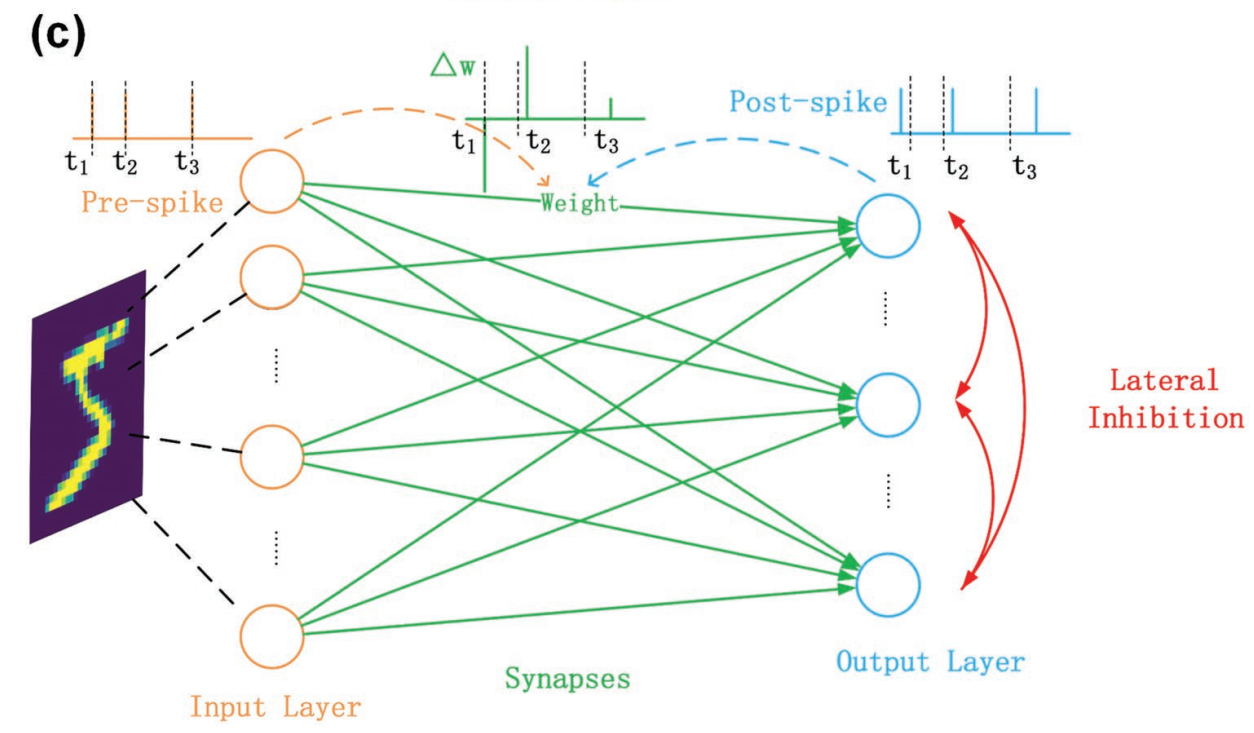 (c)
△w
t1 t2 t3
Post-spike
t1 t2 t3
t1 t2 t3
Pre-spike
Weight
Lateral
Inhibition
Output Layer
Synapses
Input Layer